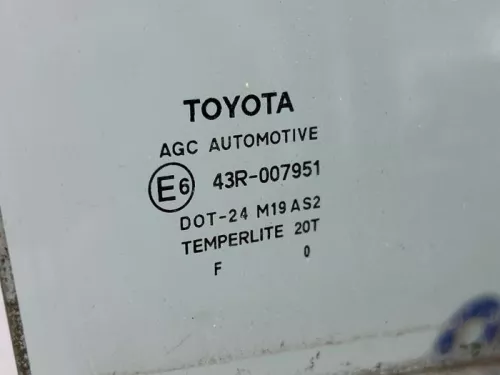 TOYOTA
AGC AUTOMOTIVE
E6 43R-007951
DOT-24 M19 AS2
TEMPERLITE 20T
F 0